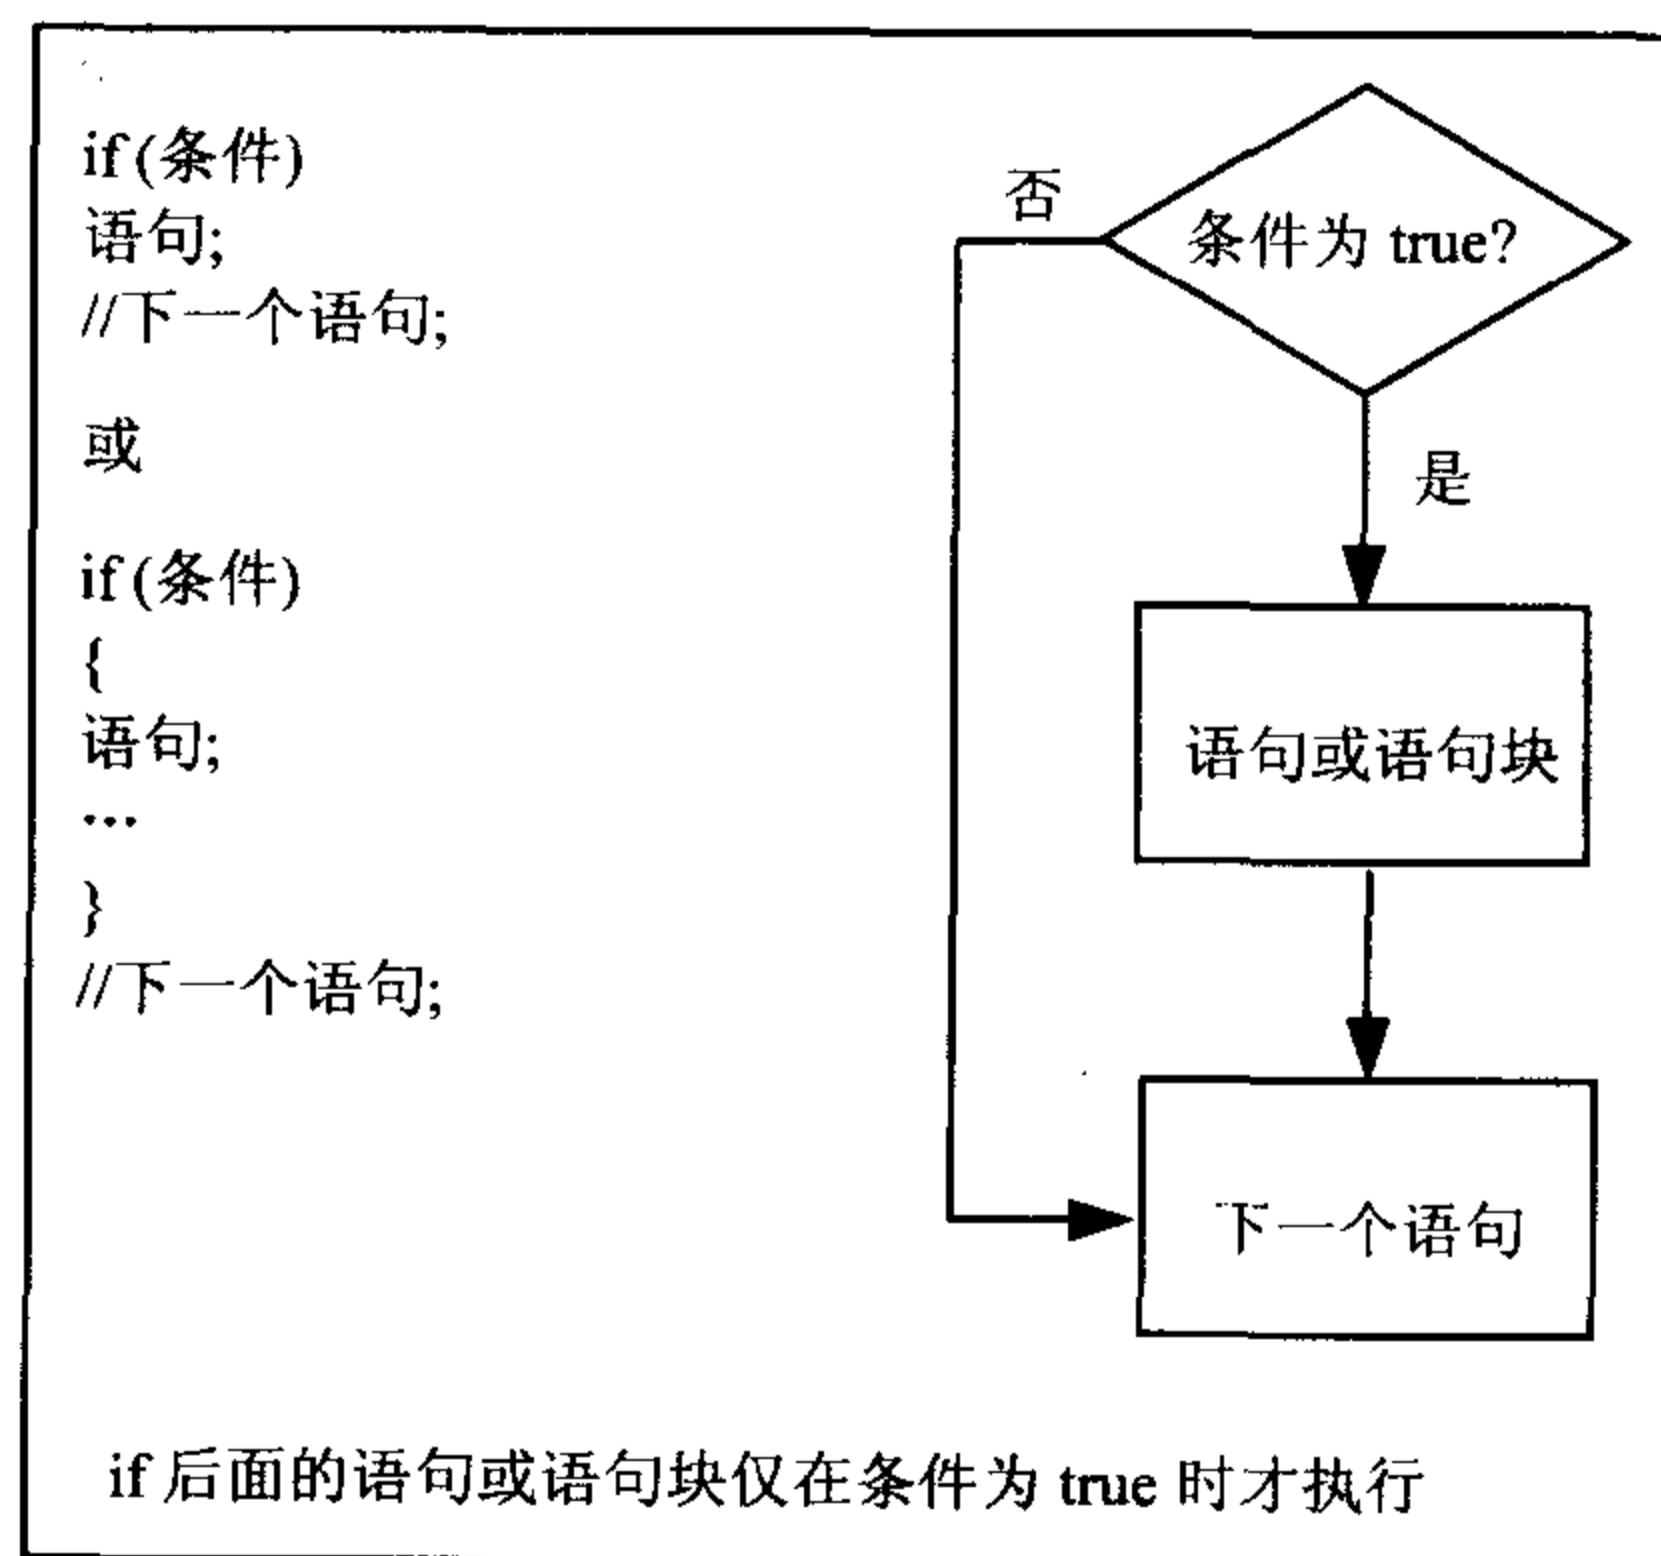 if (条件)
语句;
//下一个语句;
或
if (条件)
{
语句;
…
}
//下一个语句;
否
条件为 true?
是
语句或语句块
下一个语句
if 后面的语句或语句块仅在条件为 true 时才执行